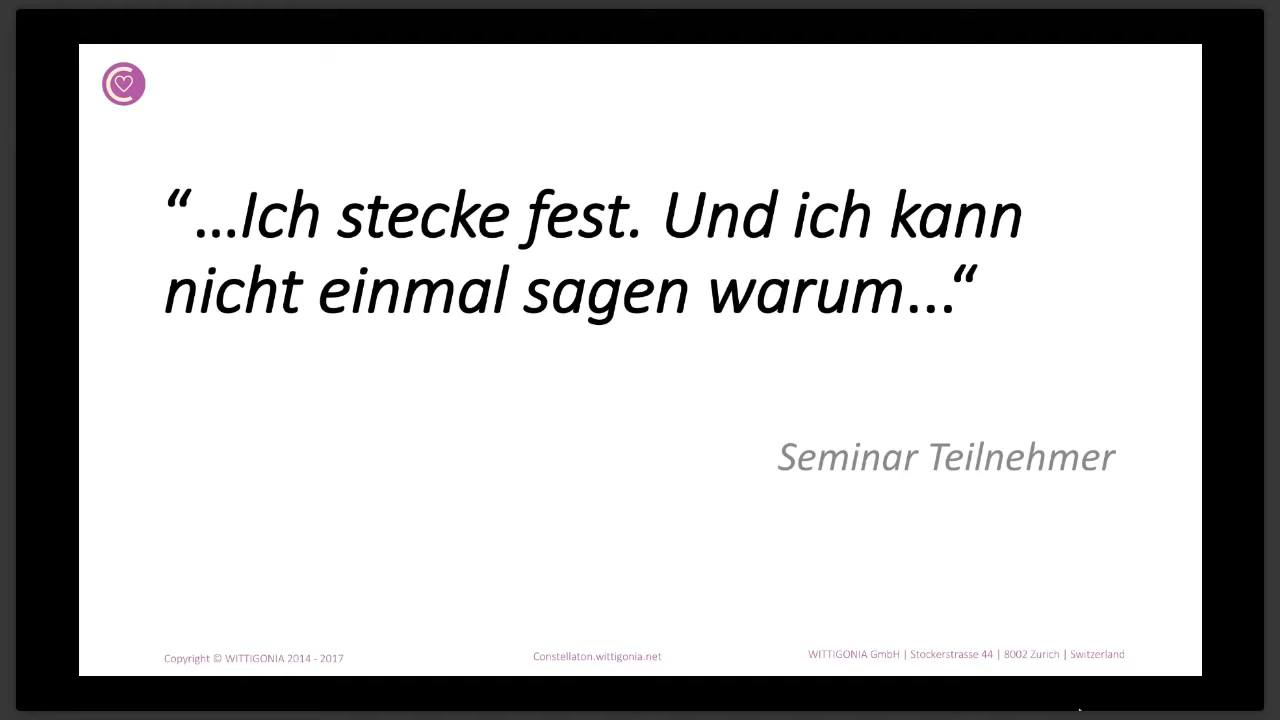 “…Ich stecke fest. Und ich kann
nicht einmal sagen warum…“
Seminar Teilnehmer
Copyright © WITTIGONIA 2014 - 2017
Constellaton.wittigonia.net
WITTIGONIA GmbH | Stockerstrasse 44 | 8002 Zurich | Switzerland